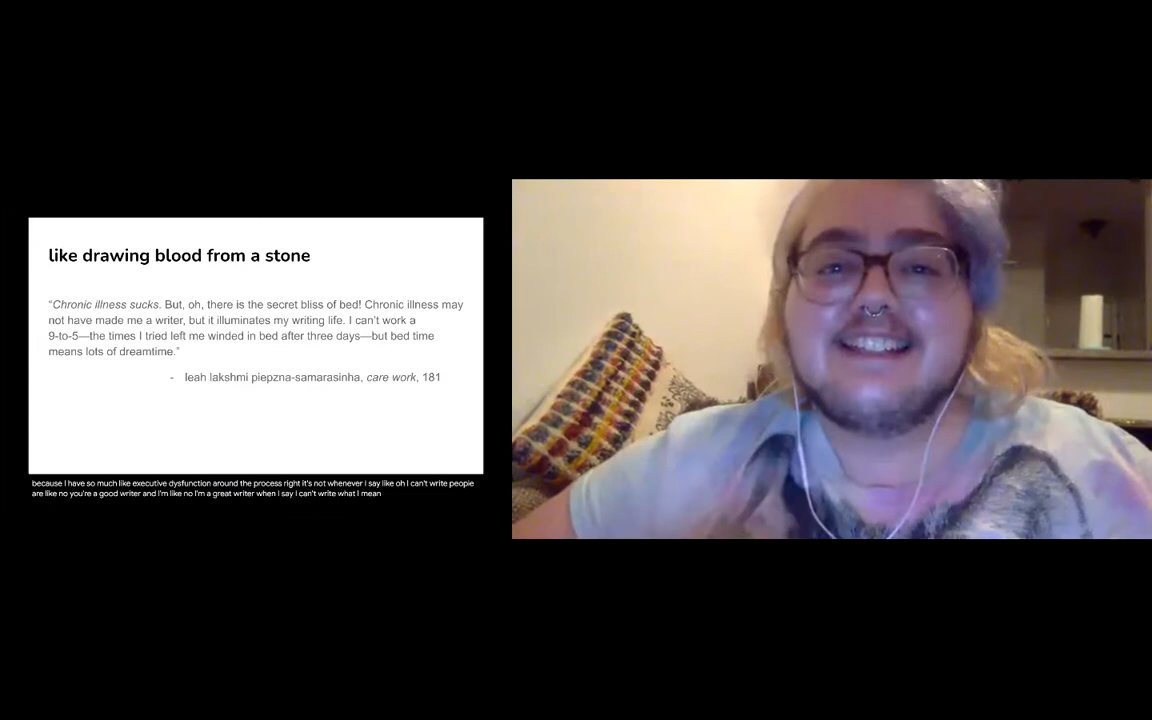 like drawing blood from a stone
“Chronic illness sucks. But, oh, there is the secret bliss of bed! Chronic illness may
not have made me a writer, but it illuminates my writing life. I can’t work a
9-to-5—the times I tried left me winded in bed after three days—but bed time
means lots of dreamtime.”
- leah lakshmi piepzna-samarasinha, care work, 181
because I have so much like executive dysfunction around the process right it's not whenever I say like oh I can't write people
are like no you're a good writer and I'm like no I'm a great writer when I say I can't write what I mean